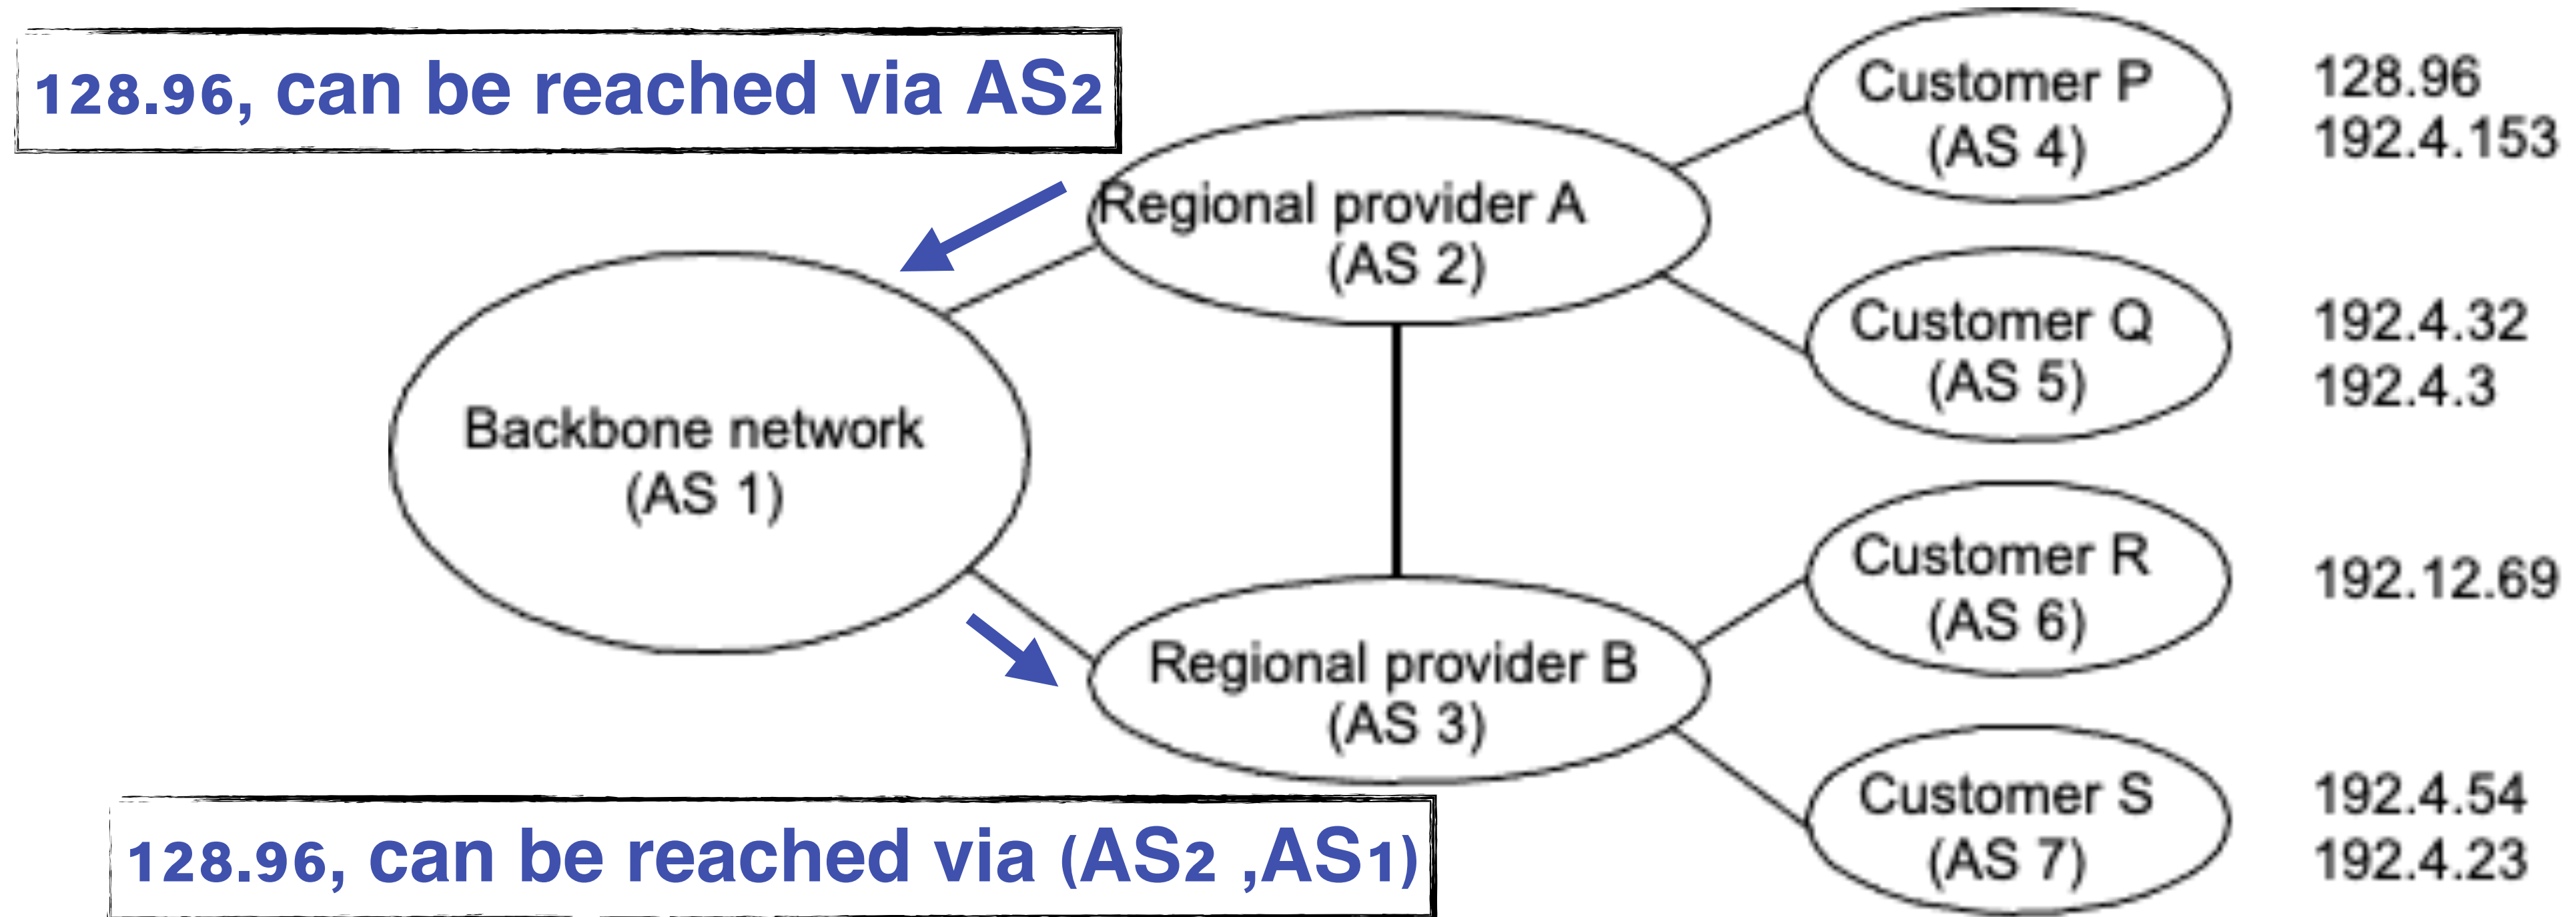 128.96, can be reached via AS2
Regional provider A
(AS 2)
Customer P
(AS 4)
128.96
192.4.153
Customer Q
(AS 5)
192.4.32
192.4.3
Backbone network
(AS 1)
Customer R
(AS 6)
192.12.69
Regional provider B
(AS 3)
Customer S
(AS 7)
192.4.54
192.4.23
128.96, can be reached via (AS2 ,AS1)